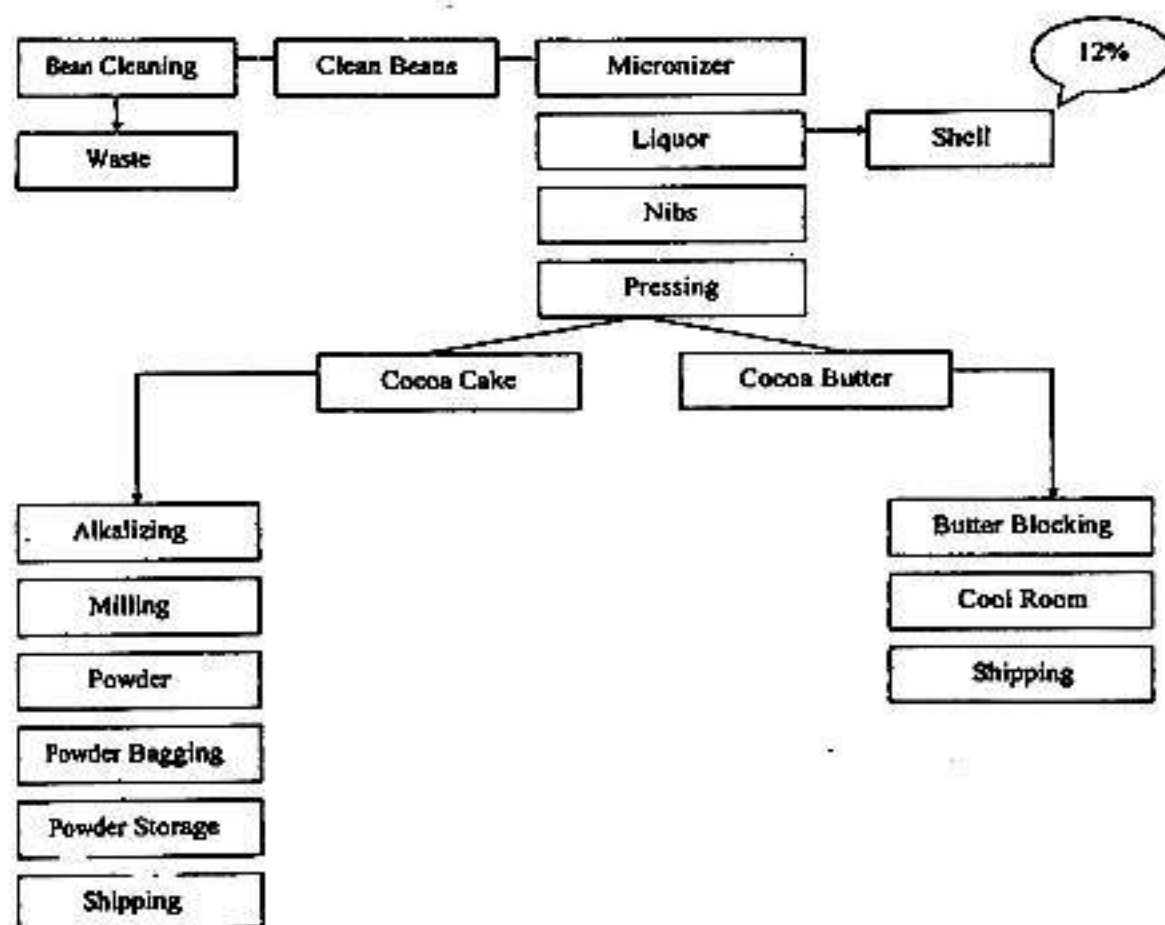 Bean Cleaning
Clean Beans
Micronizer
12%
Waste
Liquor
Shell
Nibs
Pressing
Cocoa Cake
Cocoa Butter
Alkalizing
Butter Blocking
Milling
Cool Room
Powder
Shipping
Powder Bagging
Powder Storage
Shipping